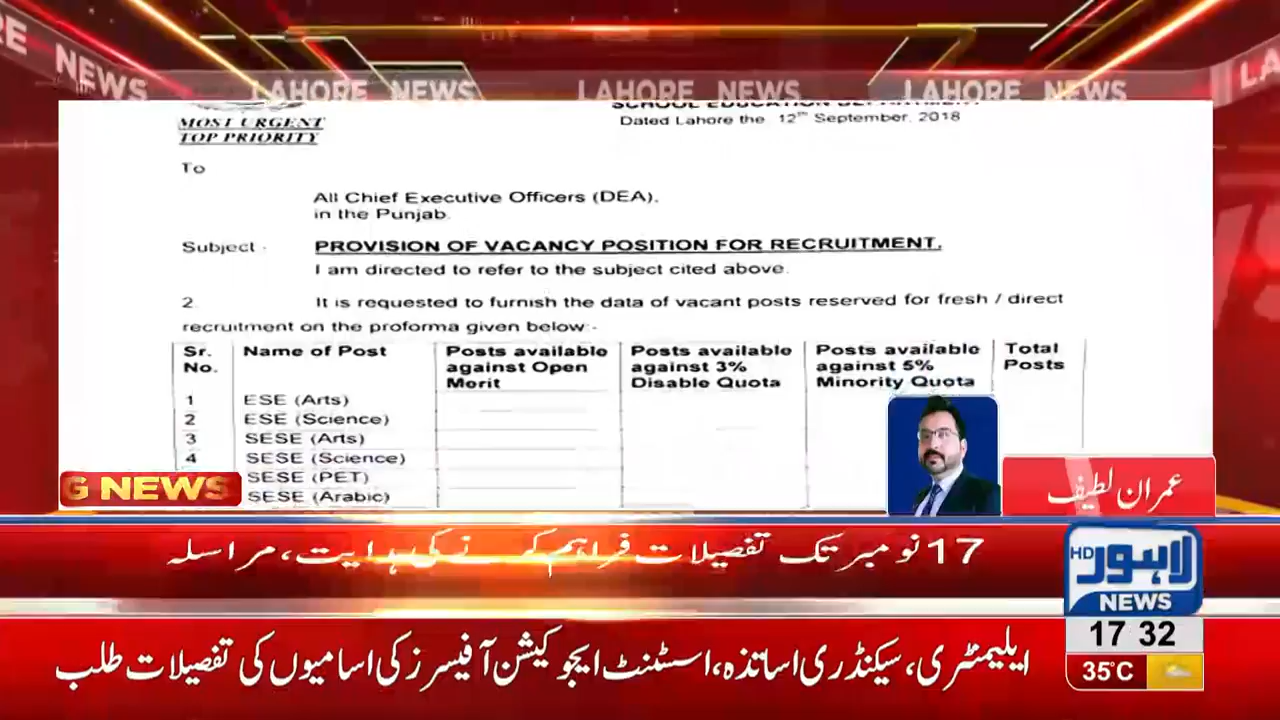 NEWS
LAHORE NEWS
LAHORE NEWS
LAHORE NEWS
SCHOOL EDUCATION DEPARTMENT
MOST URGENT
TOP PRIORITY
Dated Lahore the 12th September, 2018
To
All Chief Executive Officers (DEA),
in the Punjab.
Subject :- PROVISION OF VACANCY POSITION FOR RECRUITMENT.
I am directed to refer to the subject cited above.
2. It is requested to furnish the data of vacant posts reserved for fresh / direct
recruitment on the proforma given below:-
Sr. No. Name of Post Posts available against Open Merit Posts available against 3% Disable Quota Posts available against 5% Minority Quota Total Posts
1 ESE (Arts)
2 ESE (Science)
3 SESE (Arts)
4 SESE (Science)
SESE (PET)
SESE (Arabic)
G NEWS
عمران لطیف
17 نومبر تک تفصیلات فراہم کرنے کی ہدایت، مراسلہ
HD لاہور
NEWS
17 32
35°C
ایلیمنٹری، سیکنڈری اساتذہ، اسسٹنٹ ایجوکیشن آفیسرز کی اسامیوں کی تفصیلات طلب